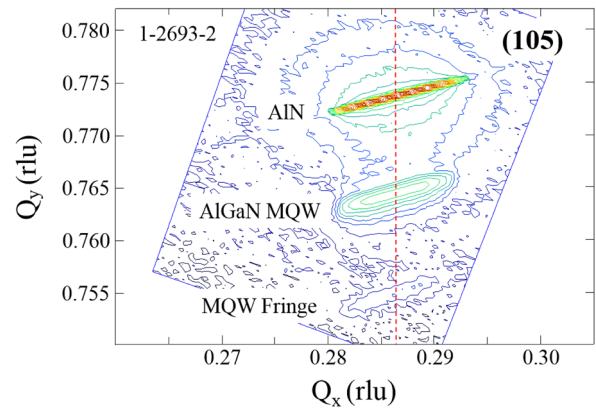 0.780
1-2693-2
(105)
0.775
AlN
0.770
Qy (rlu)
0.765
AlGaN MQW
0.760
0.755
MQW Fringe
0.27
0.28
0.29
0.30
Qx (rlu)